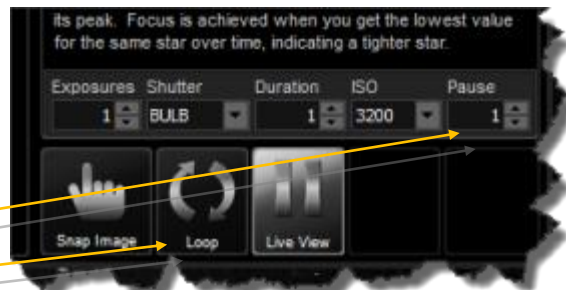 its peak. Focus is achieved when you get the lowest value
for the same star over time, indicating a tighter star.
Exposures Shutter Duration ISO Pause
1 BULB 1 3200 1
Snap Image Loop Live View